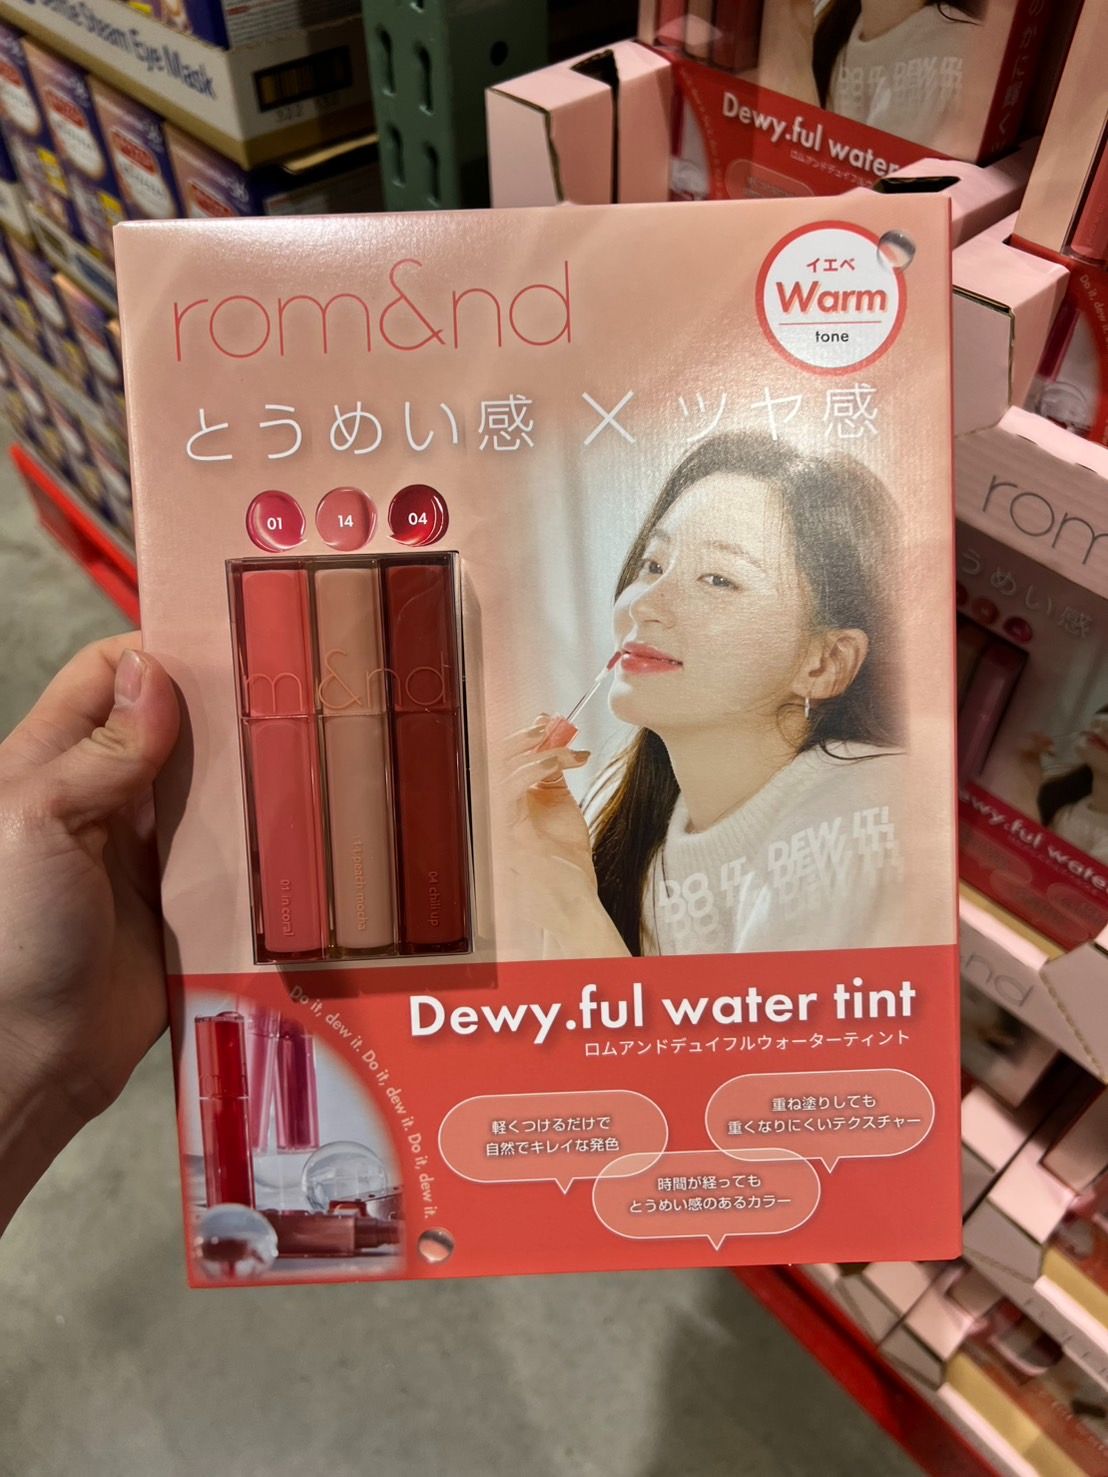 rom&nd
イエベ
Warm
tone
とうめい感 × ツヤ感
01
14
04
m&nd
01 in coral
14 peach mocha
04 chill up
DO IT, DEW IT!
Dewy.ful water tint
ロムアンドデュイフルウォーターティント
Do it, dew it. Do it, dew it. Do it, dew it.
軽くつけるだけで
自然でキレイな発色
重ね塗りしても
重くなりにくいテクスチャー
時間が経っても
とうめい感のあるカラー
Steam Eye Mask
DO IT, DEW IT!
Dewy.ful water
rom
うめい感
Dewy.ful wate
nd